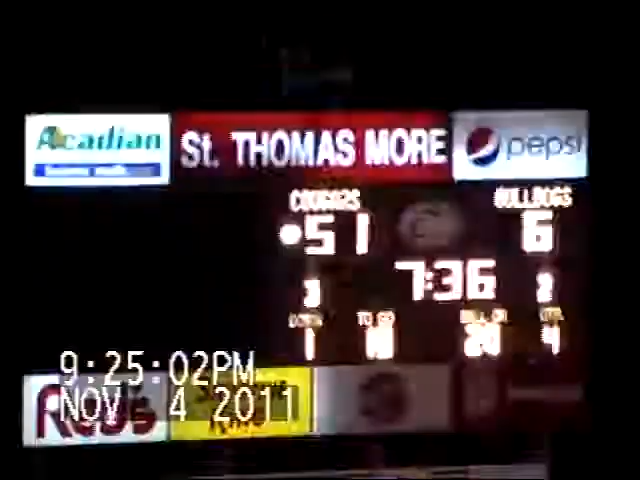 Acadian
St. THOMAS MORE
pepsi
COUGARS
BULLDOGS
51
6
7:36
3
2
DOWN
TO GO
BALL ON
QTR
1
10
4
9:25:02PM
NOV 4 2011